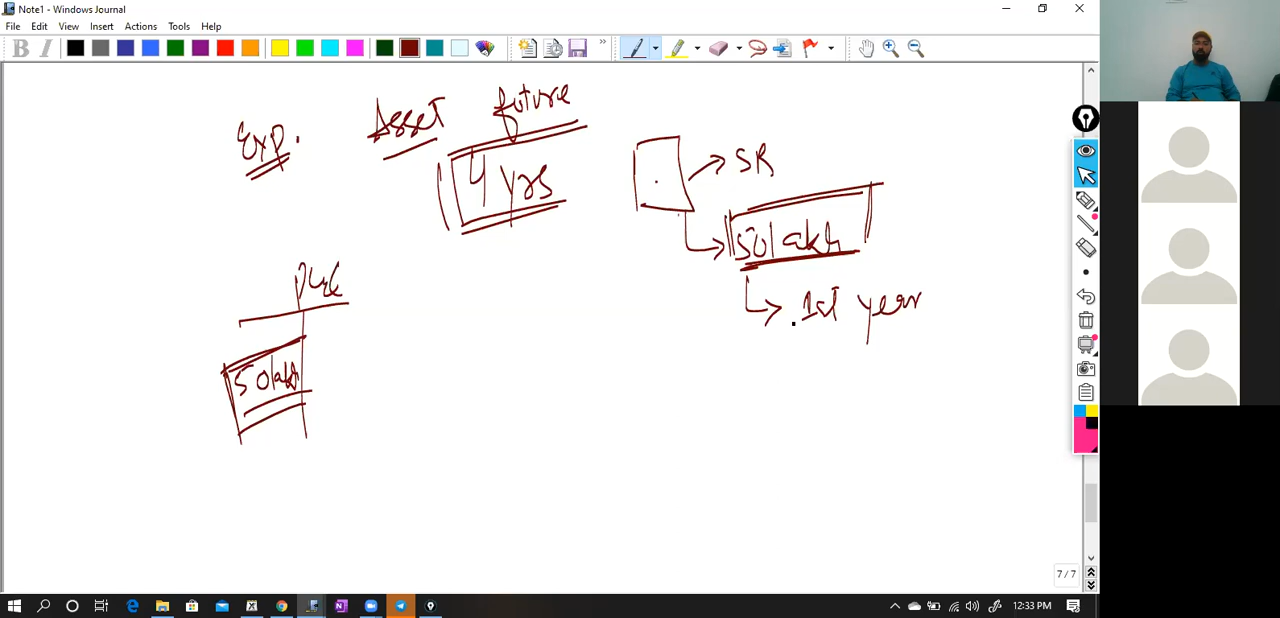 Note1 - Windows Journal
File Edit View Insert Actions Tools Help
B I
Exp. Asset future
4 yrs
SR
50 lakh
1st year
P&L
50 lakh
7 / 7
12:33 PM